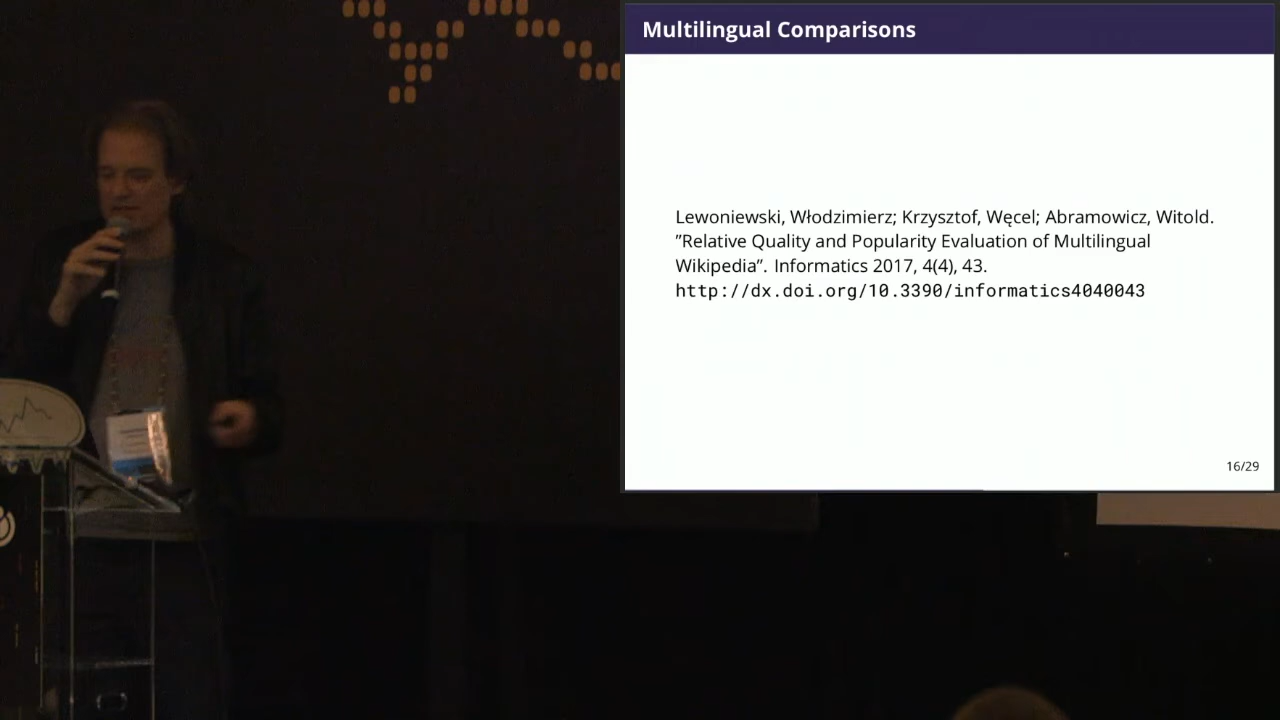 Multilingual Comparisons
Lewoniewski, Włodzimierz; Krzysztof, Węcel; Abramowicz, Witold.
”Relative Quality and Popularity Evaluation of Multilingual
Wikipedia”. Informatics 2017, 4(4), 43.
http://dx.doi.org/10.3390/informatics4040043
16/29